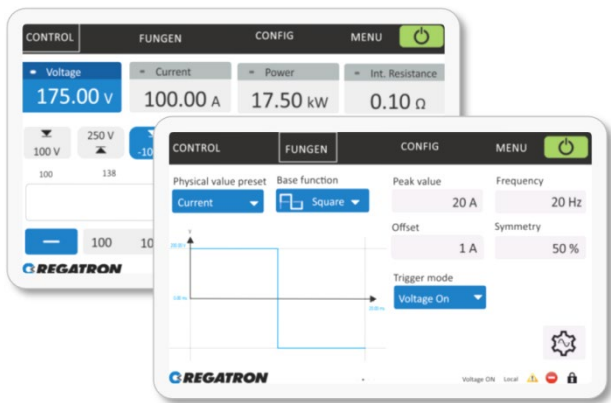 CONTROL FUNGEN CONFIG MENU
Voltage Current Power Int. Resistance
175.00 V 100.00 A 17.50 kW 0.10 Ω
100 V 250 V -10
100 138
100 10
REGATRON
CONTROL FUNGEN CONFIG MENU
Physical value preset Base function Peak value Frequency
Current Square 20 A 20 Hz
Offset Symmetry
1 A 50 %
Trigger mode
Voltage On
REGATRON
Voltage ON Local